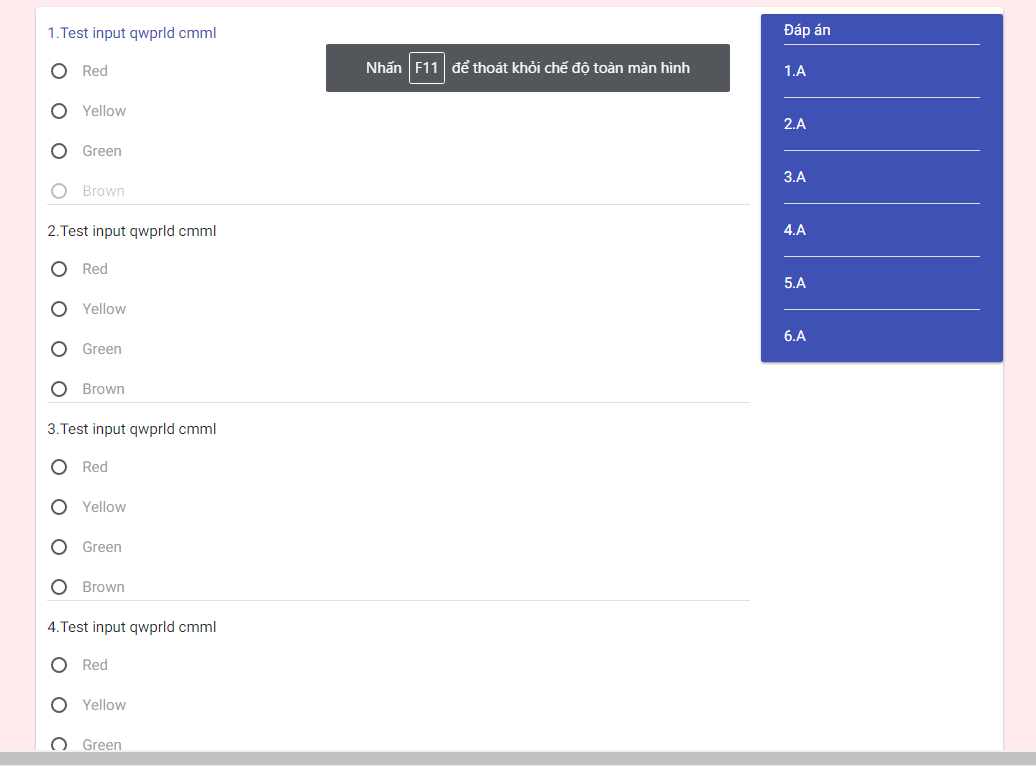 1.Test input qwprld cmml
Red
Yellow
Green
Brown
2.Test input qwprld cmml
Red
Yellow
Green
Brown
3.Test input qwprld cmml
Red
Yellow
Green
Brown
4.Test input qwprld cmml
Red
Yellow
Green
Nhấn F11 để thoát khỏi chế độ toàn màn hình
Đáp án
1.A
2.A
3.A
4.A
5.A
6.A